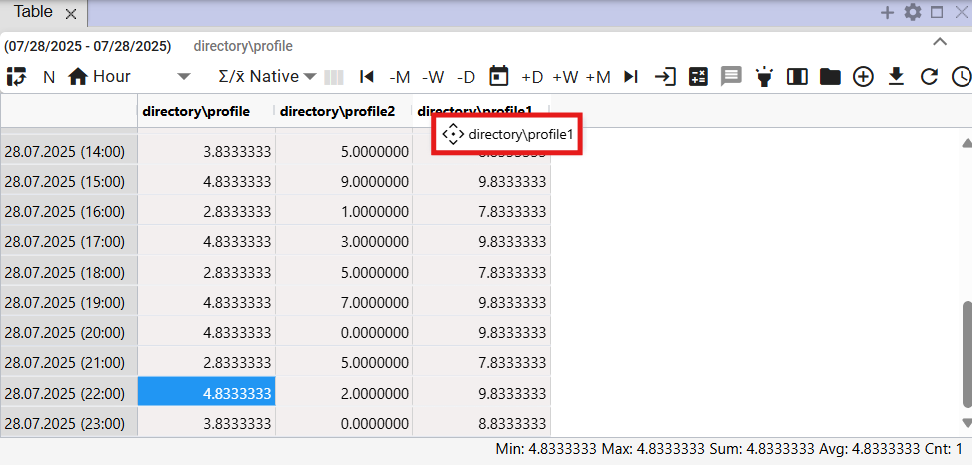 Table
(07/28/2025 - 07/28/2025) directory\profile
N Hour Σ/x̄ Native -M -W -D +D +W +M
directory\profile directory\profile2 directory\profile1
directory\profile1
28.07.2025 (14:00) 3.8333333 5.0000000
28.07.2025 (15:00) 4.8333333 9.0000000 9.8333333
28.07.2025 (16:00) 2.8333333 1.0000000 7.8333333
28.07.2025 (17:00) 4.8333333 3.0000000 9.8333333
28.07.2025 (18:00) 2.8333333 5.0000000 7.8333333
28.07.2025 (19:00) 4.8333333 7.0000000 9.8333333
28.07.2025 (20:00) 4.8333333 0.0000000 9.8333333
28.07.2025 (21:00) 2.8333333 5.0000000 7.8333333
28.07.2025 (22:00) 4.8333333 2.0000000 9.8333333
28.07.2025 (23:00) 3.8333333 0.0000000 8.8333333
Min: 4.8333333 Max: 4.8333333 Sum: 4.8333333 Avg: 4.8333333 Cnt: 1